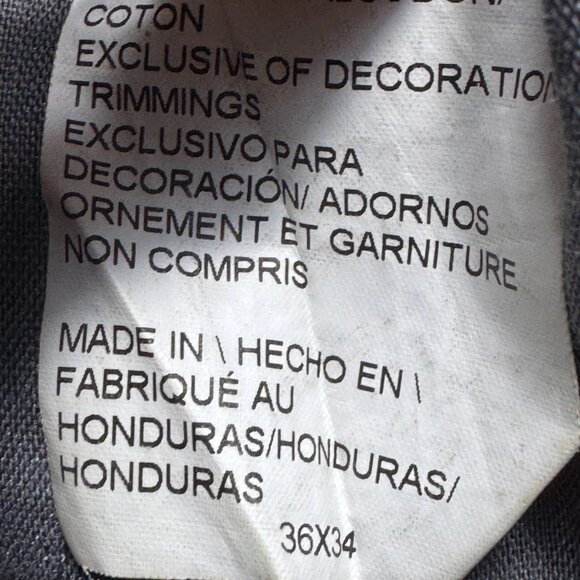 COTON
EXCLUSIVE OF DECORATION
TRIMMINGS
EXCLUSIVO PARA
DECORACIÓN/ ADORNOS
ORNEMENT ET GARNITURE
NON COMPRIS
MADE IN \ HECHO EN \
FABRIQUÉ AU
HONDURAS/HONDURAS/
HONDURAS
36X34